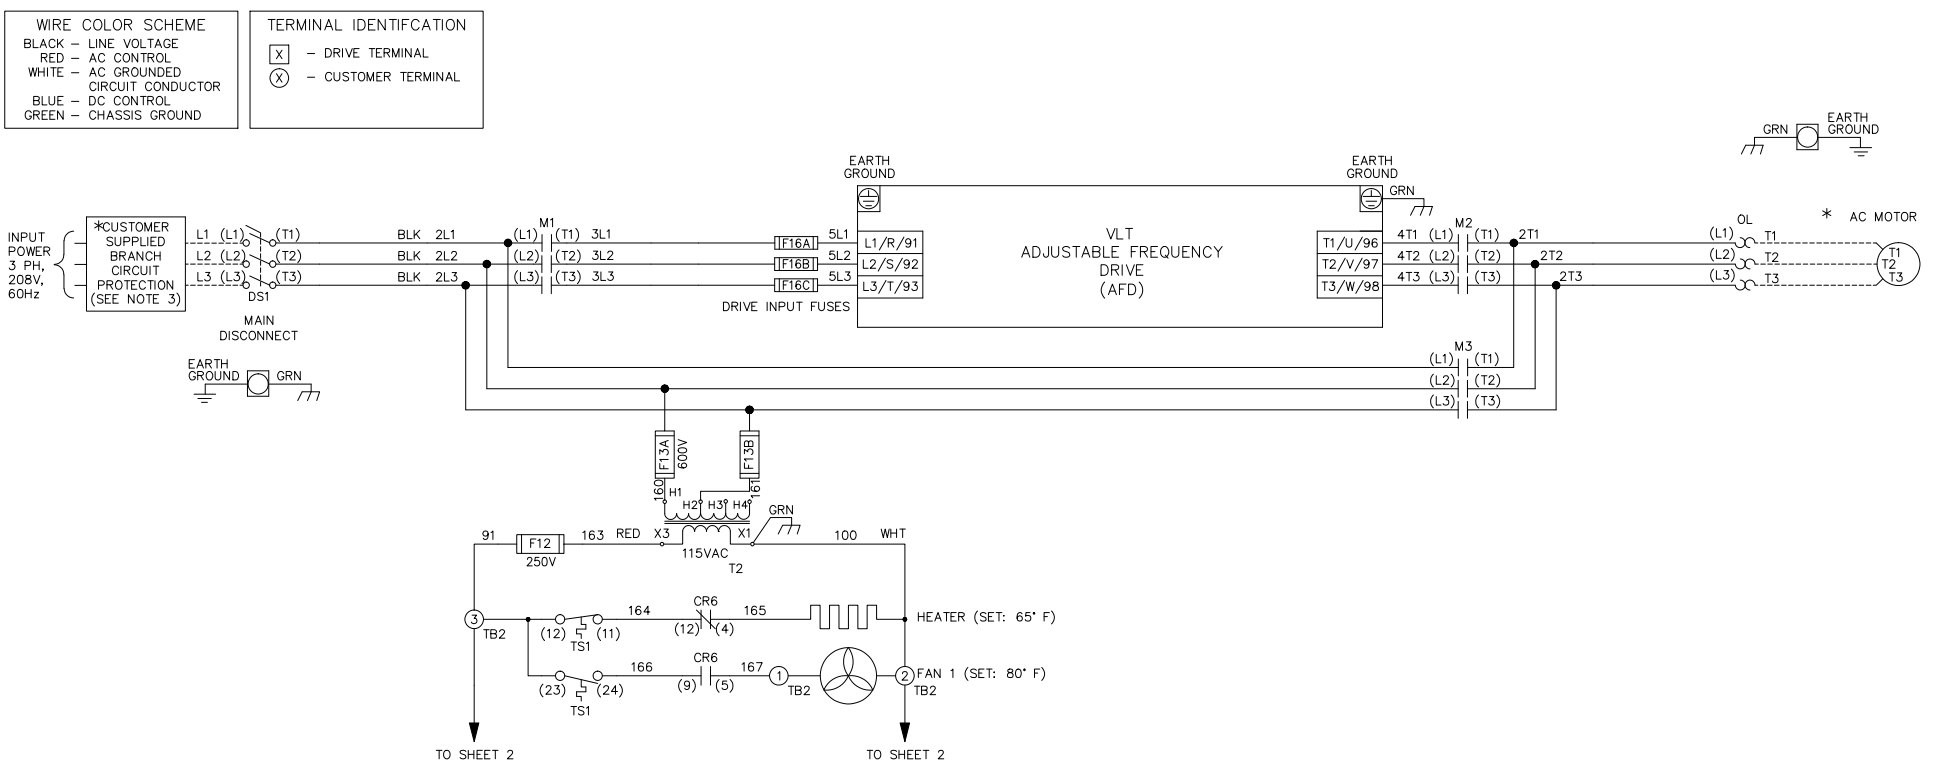 WIRE COLOR SCHEME
BLACK – LINE VOLTAGE
RED – AC CONTROL
WHITE – AC GROUNDED
CIRCUIT CONDUCTOR
BLUE – DC CONTROL
GREEN – CHASSIS GROUND
TERMINAL IDENTIFCATION
X – DRIVE TERMINAL
X – CUSTOMER TERMINAL
GRN
EARTH
GROUND
EARTH
GROUND
EARTH
GROUND
GRN
INPUT
POWER
3 PH,
208V,
60Hz
*CUSTOMER
SUPPLIED
BRANCH
CIRCUIT
PROTECTION
(SEE NOTE 3)
L1 (L1) (T1) BLK 2L1 (L1) M1 (T1) 3L1 F16A 5L1 L1/R/91
L2 (L2) (T2) BLK 2L2 (L2) (T2) 3L2 F16B 5L2 L2/S/92
L3 (L3) (T3) BLK 2L3 (L3) (T3) 3L3 F16C 5L3 L3/T/93
DS1
MAIN
DISCONNECT
DRIVE INPUT FUSES
VLT
ADJUSTABLE FREQUENCY
DRIVE
(AFD)
T1/U/96 4T1 (L1) M2 (T1) 2T1
T2/V/97 4T2 (L2) (T2) 2T2
T3/W/98 4T3 (L3) (T3) 2T3
OL
(L1) T1
(L2) T2
(L3) T3
* AC MOTOR
T1
T2
T3
EARTH
GROUND
GRN
M3
(L1) (T1)
(L2) (T2)
(L3) (T3)
F13A
600V
F13B
160
161
H1
H2 H3 H4
GRN
91 F12 163 RED X3 X1 100 WHT
250V
115VAC
T2
3
TB2
(12) (11)
TS1
164
CR6
(12) (4)
165
HEATER (SET: 65° F)
(23) (24)
TS1
166
CR6
(9) (5)
167
1
TB2
2
TB2
FAN 1 (SET: 80° F)
TO SHEET 2
TO SHEET 2